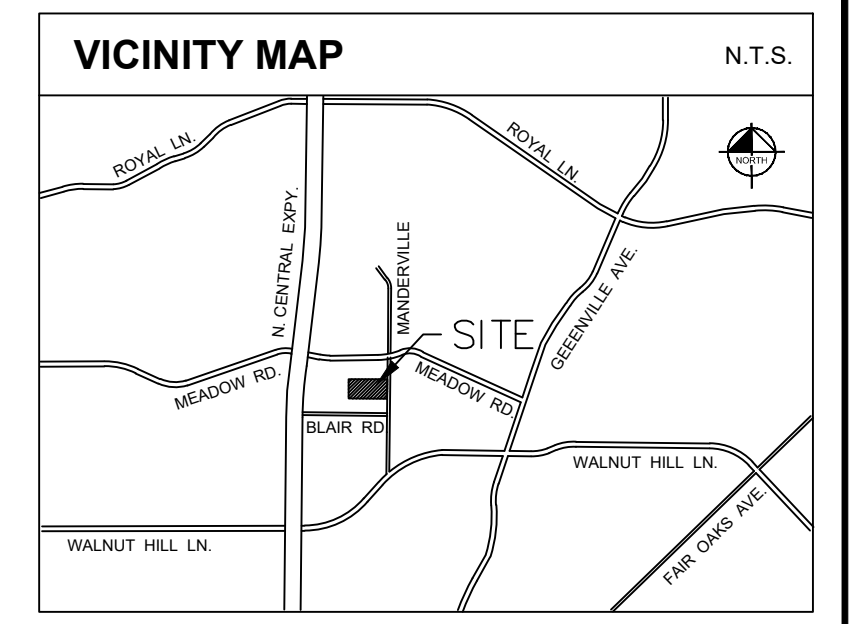 VICINITY MAP
N.T.S.
ROYAL LN.
ROYAL LN.
NORTH
N. CENTRAL EXPY.
MANDERVILLE
GEEENVILLE AVE.
SITE
MEADOW RD.
MEADOW RD.
BLAIR RD
WALNUT HILL LN.
FAIR OAKS AVE.
WALNUT HILL LN.